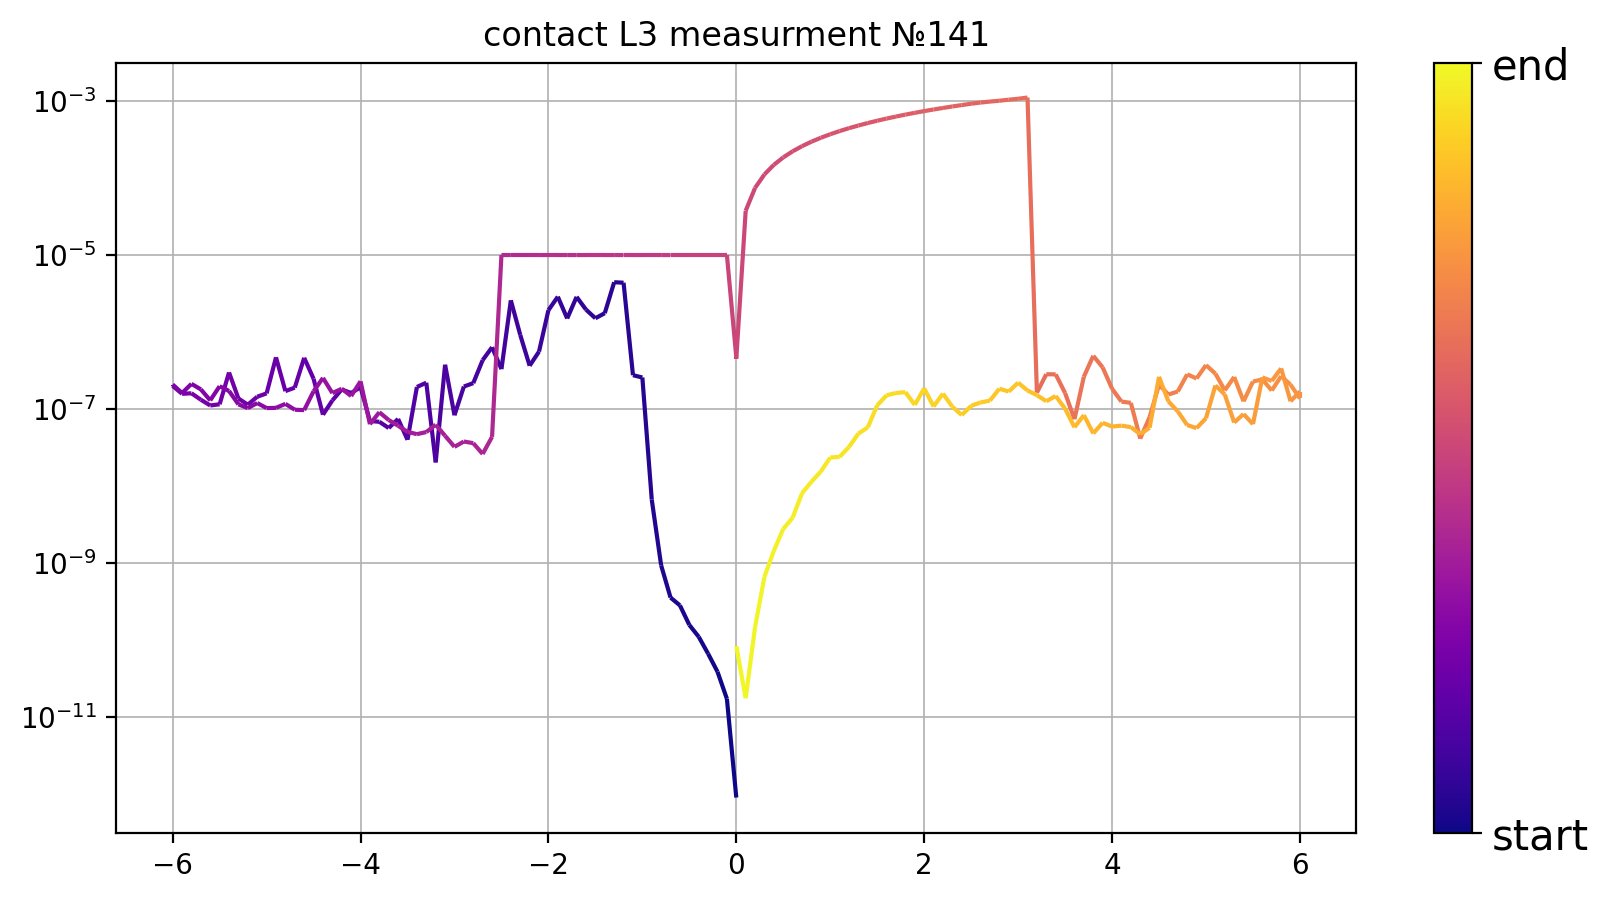 contact L3 measurment №141
10⁻³
10⁻⁵
10⁻⁷
10⁻⁹
10⁻¹¹
−6 −4 −2 0 2 4 6
end
start